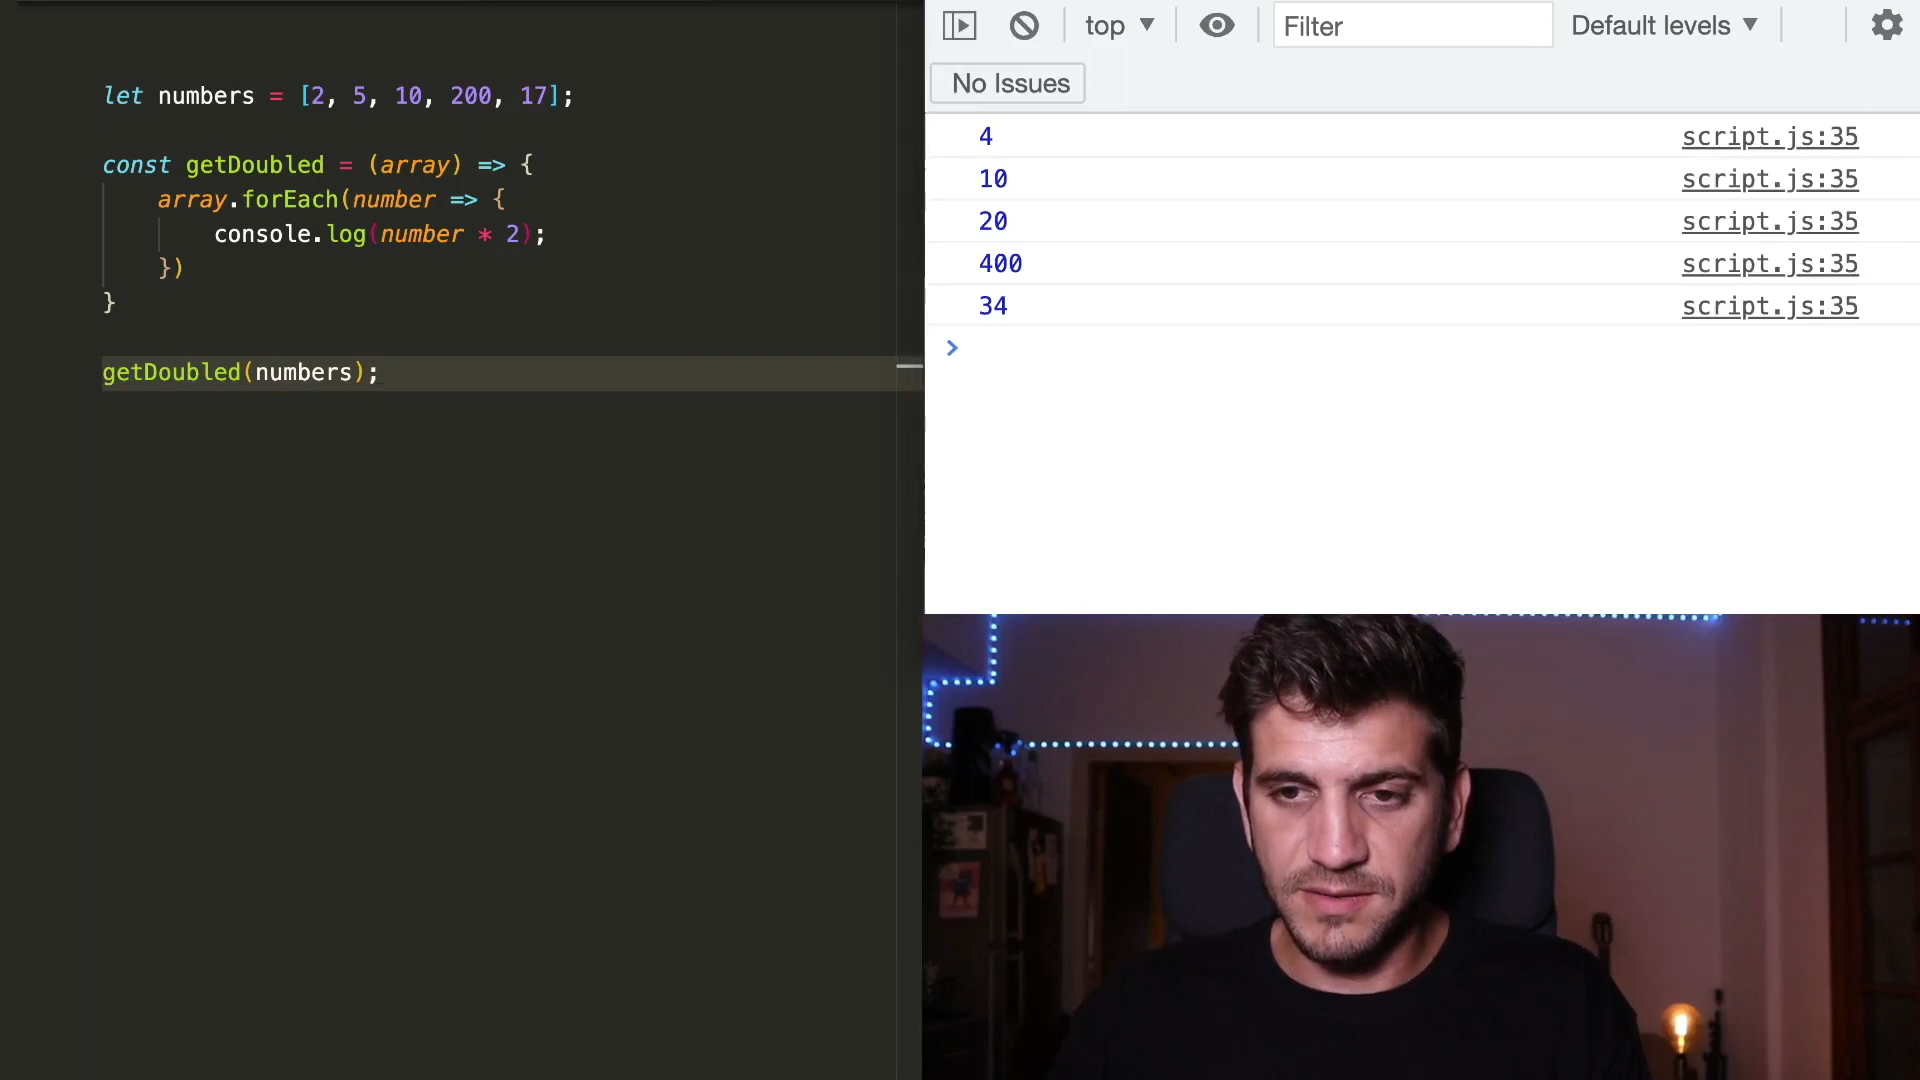 let numbers = [2, 5, 10, 200, 17];
const getDoubled = (array) => {
array.forEach(number => {
console.log(number * 2);
})
}
getDoubled(numbers);
top ▼
Filter
Default levels ▼
No Issues
4 script.js:35
10 script.js:35
20 script.js:35
400 script.js:35
34 script.js:35
>